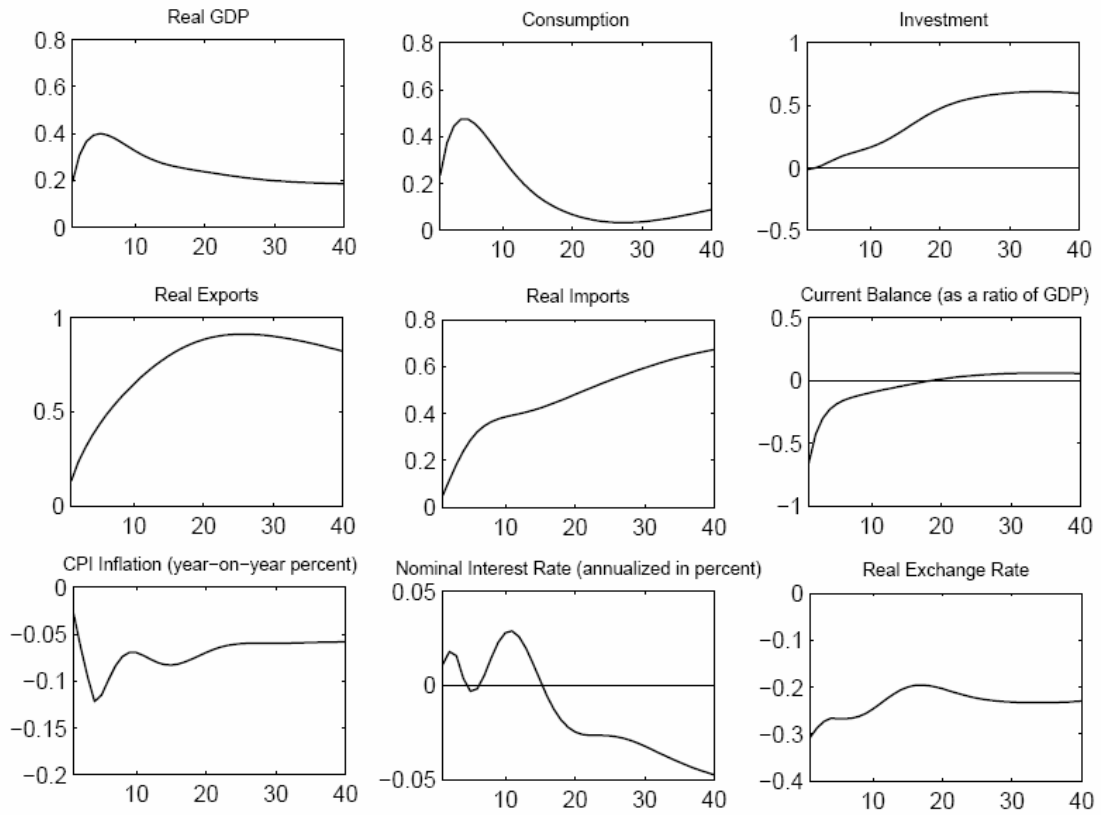 Real GDP
0.8
0.6
0.4
0.2
0
10 20 30 40
Consumption
0.8
0.6
0.4
0.2
0
10 20 30 40
Investment
1
0.5
0
−0.5
10 20 30 40
Real Exports
1
0.5
0
10 20 30 40
Real Imports
0.8
0.6
0.4
0.2
0
10 20 30 40
Current Balance (as a ratio of GDP)
0.5
0
−0.5
−1
10 20 30 40
CPI Inflation (year−on−year percent)
0
−0.05
−0.1
−0.15
−0.2
10 20 30 40
Nominal Interest Rate (annualized in percent)
0.05
0
−0.05
10 20 30 40
Real Exchange Rate
0
−0.1
−0.2
−0.3
−0.4
10 20 30 40